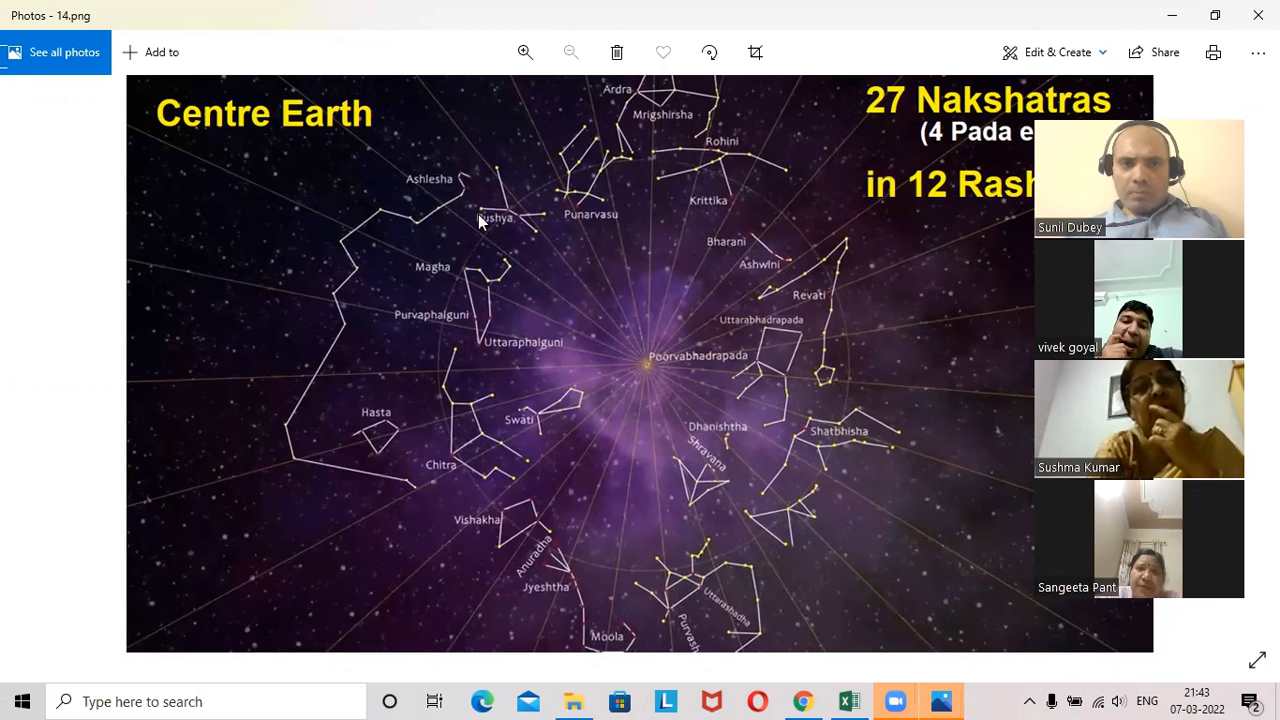 Photos - 14.png
See all photos
Add to
Edit & Create
Share
Centre Earth
27 Nakshatras
(4 Pada e
in 12 Rash
Ardra
Mrigshirsha
Rohini
Ashlesha
Pushya
Punarvasu
Krittika
Bharani
Ashwini
Magha
Revati
Purvaphalguni
Uttarabhadrapada
Uttaraphalguni
Poorvabhadrapada
Hasta
Swati
Dhanishtha
Shatbhisha
Shravana
Chitra
Vishakha
Anuradha
Jyeshtha
Uttarashadha
Purvash
Moola
Sunil Dubey
vivek goyal
Sushma Kumar
Sangeeta Pant
Type here to search
L
ENG
21:43
07-03-2022
2